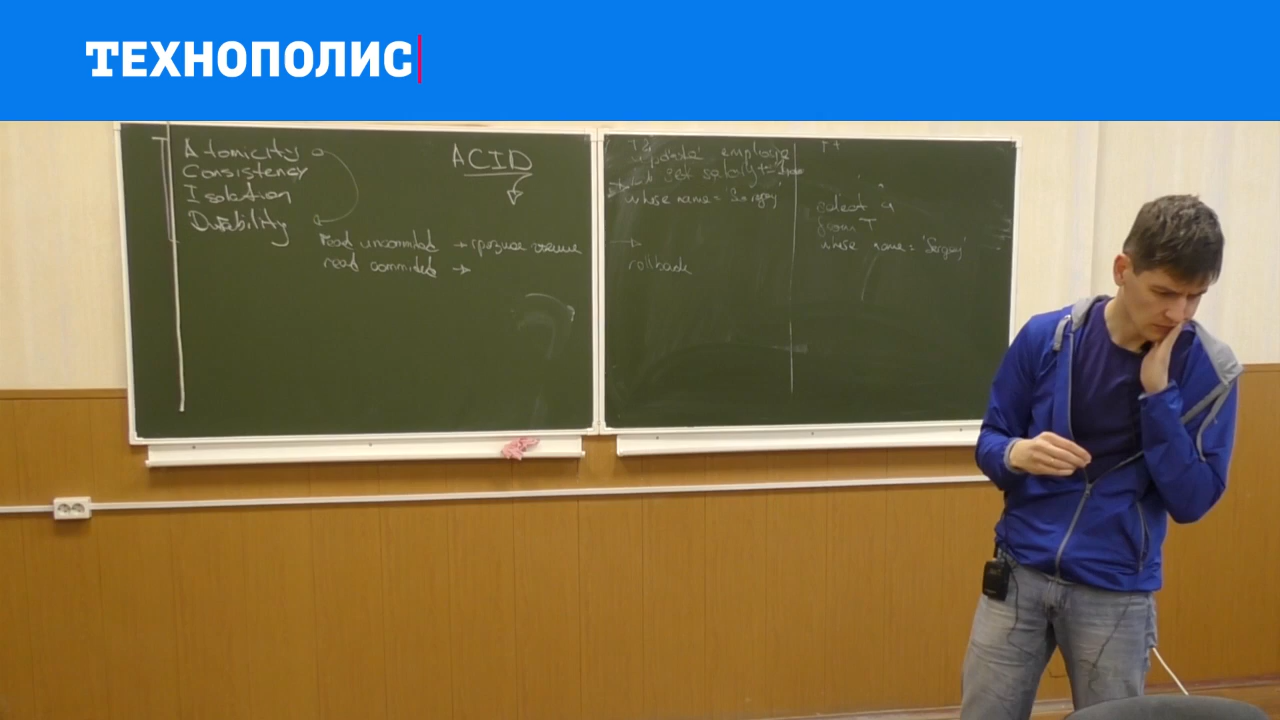 ТЕХНОПОЛИС
Atomicity
Consistency
Isolation
Durability
ACID
read uncommited → грязное чтение
read commited →
T2
update employee
set salary
where name = 'Sergey'
rollback
select
from T
where name = 'Sergey'